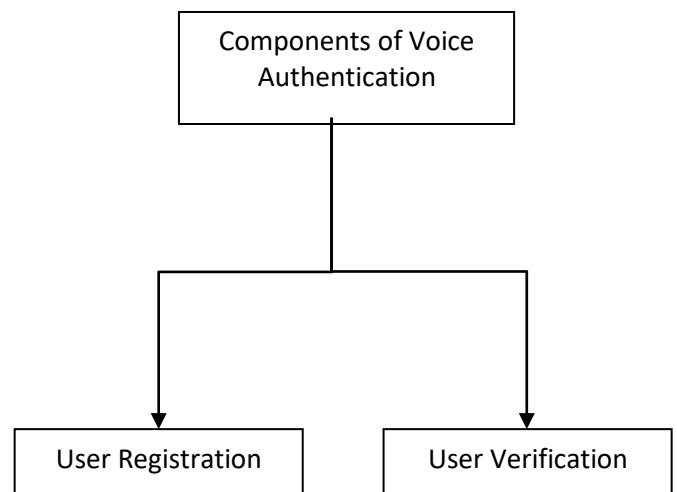 Components of Voice
Authentication
User Registration
User Verification